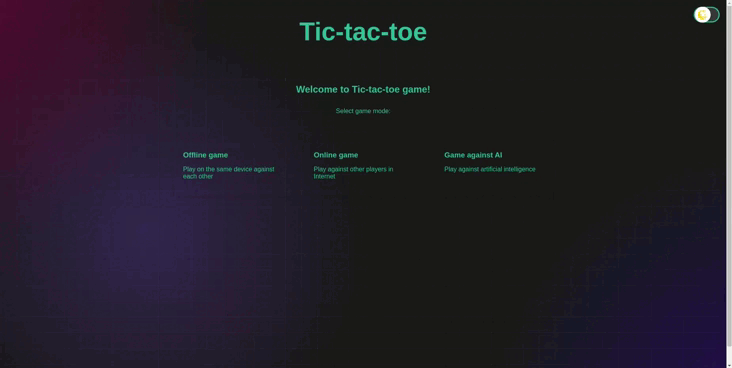 Tic-tac-toe
Welcome to Tic-tac-toe game!
Select game mode:
Offline game
Play on the same device against
each other
Online game
Play against other players in
Internet
Game against AI
Play against artificial intelligence